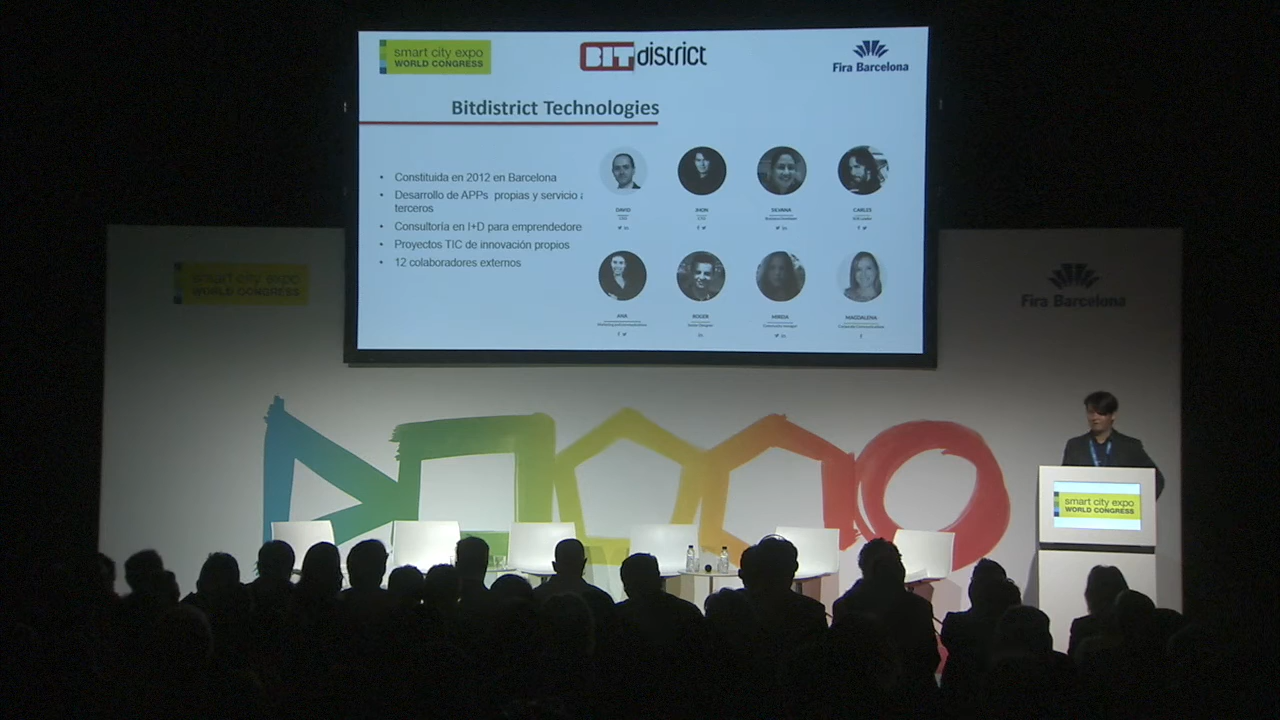 smart city expo
WORLD CONGRESS
BIT district
Fira Barcelona
Bitdistrict Technologies
• Constituida en 2012 en Barcelona
• Desarrollo de APPs propias y servicio
terceros
• Consultoría en I+D para emprendedore
• Proyectos TIC de innovación propios
• 12 colaboradores externos
DAVID
JHON
SILVANA
CARLES
ANA
ROGER
MIREIA
MAGDALENA
smart city expo
WORLD CONGRESS
Fira Barcelona
smart city expo
WORLD CONGRESS